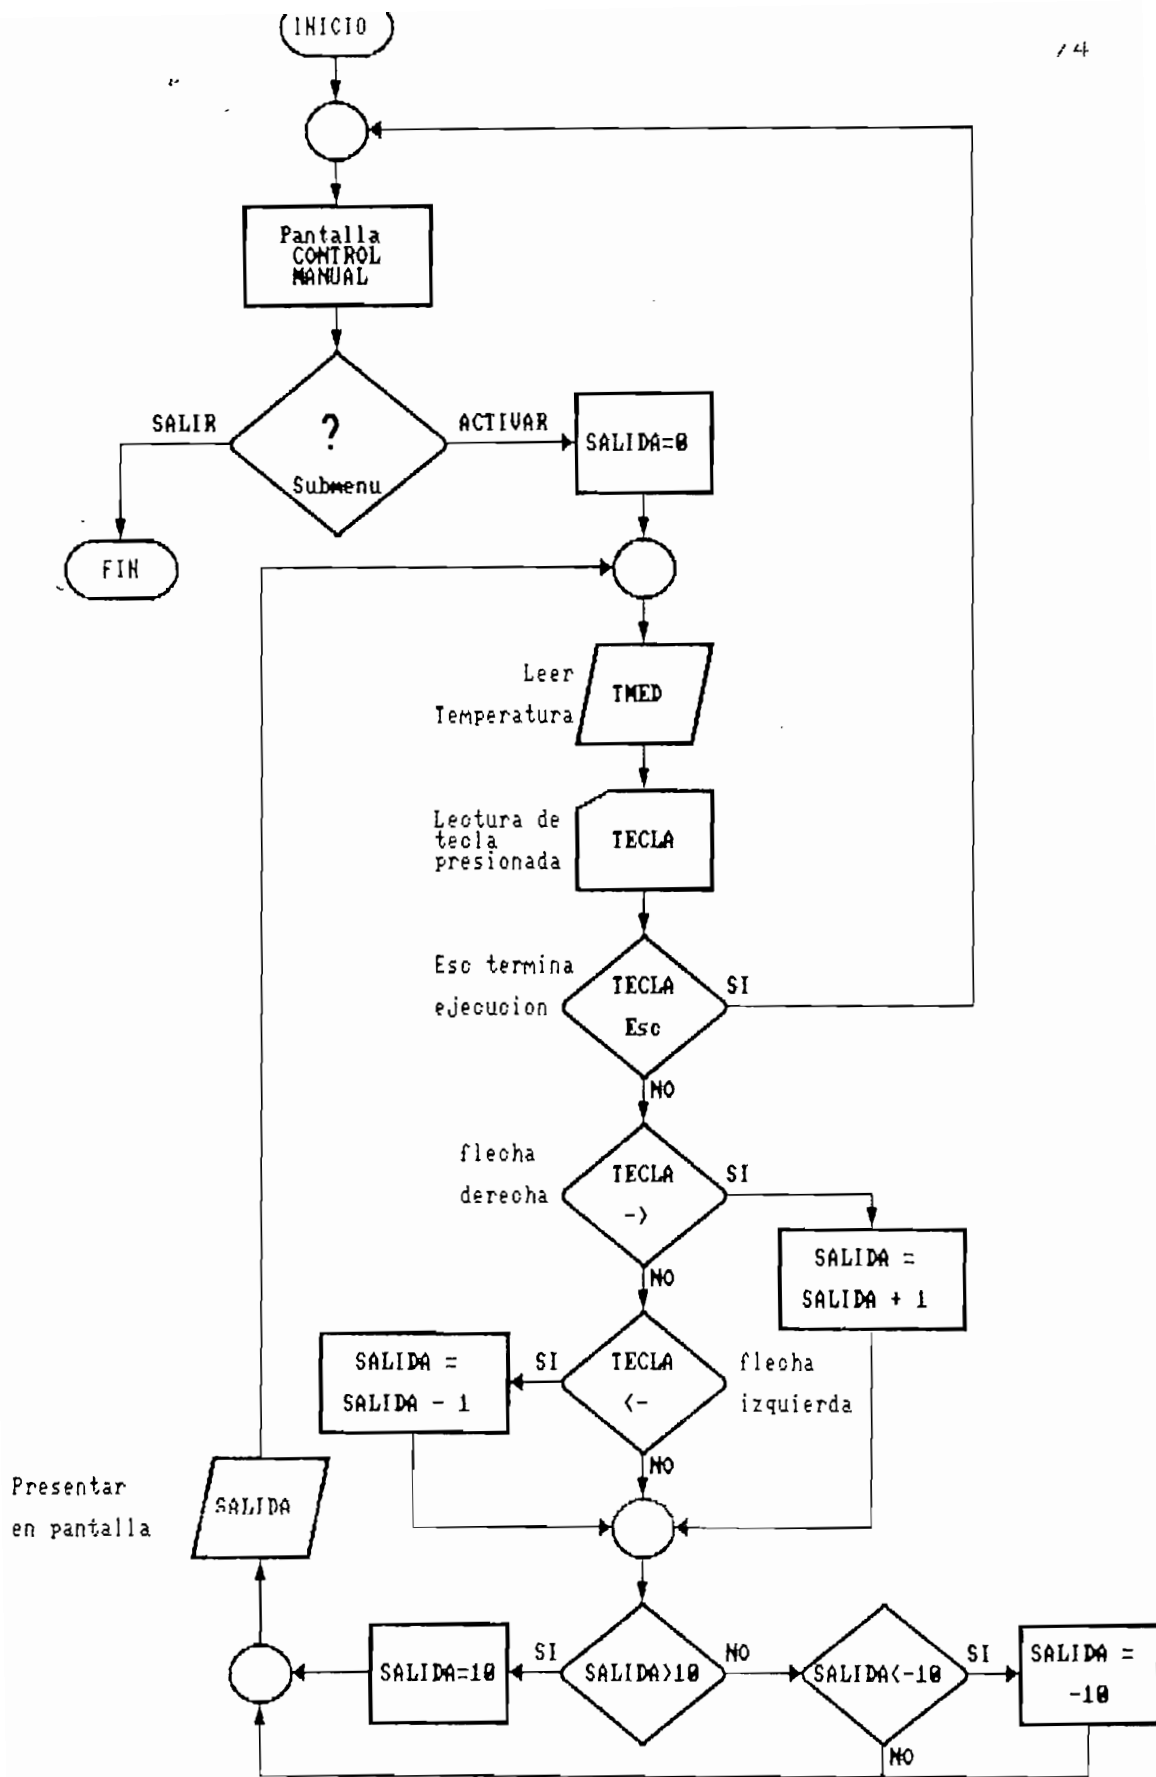 INICIO
74
Pantalla
CONTROL
MANUAL
SALIR
?
Submenu
ACTIVAR
SALIDA=0
FIN
Leer
Temperatura
TMED
Lectura de
tecla
presionada
TECLA
Esc termina
ejecucion
TECLA
Esc
SI
NO
flecha
derecha
TECLA
->
SI
NO
SALIDA =
SALIDA + 1
SALIDA =
SALIDA - 1
SI
TECLA
<-
flecha
izquierda
NO
Presentar
en pantalla
SALIDA
SALIDA=10
SI
SALIDA>10
NO
SALIDA<-10
SI
SALIDA =
-10
NO